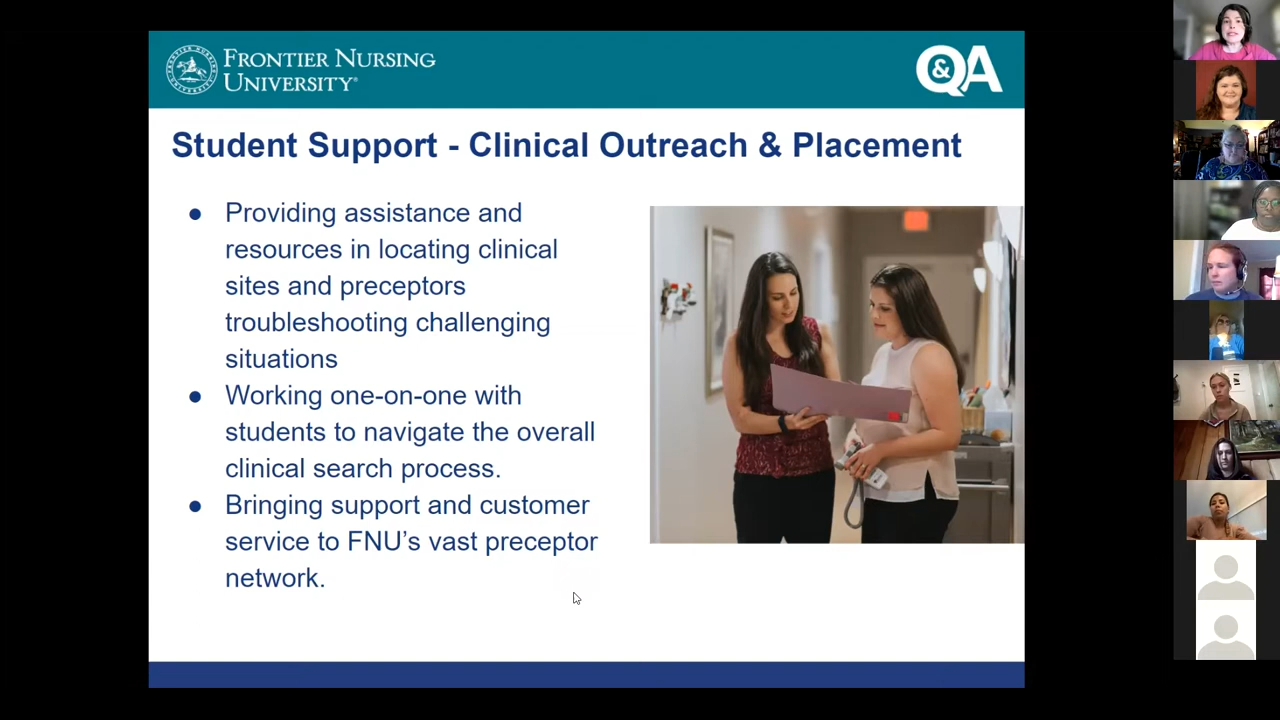 FRONTIER NURSING
UNIVERSITY®
Q&A
Student Support - Clinical Outreach & Placement
● Providing assistance and
resources in locating clinical
sites and preceptors
troubleshooting challenging
situations
● Working one-on-one with
students to navigate the overall
clinical search process.
● Bringing support and customer
service to FNU’s vast preceptor
network.